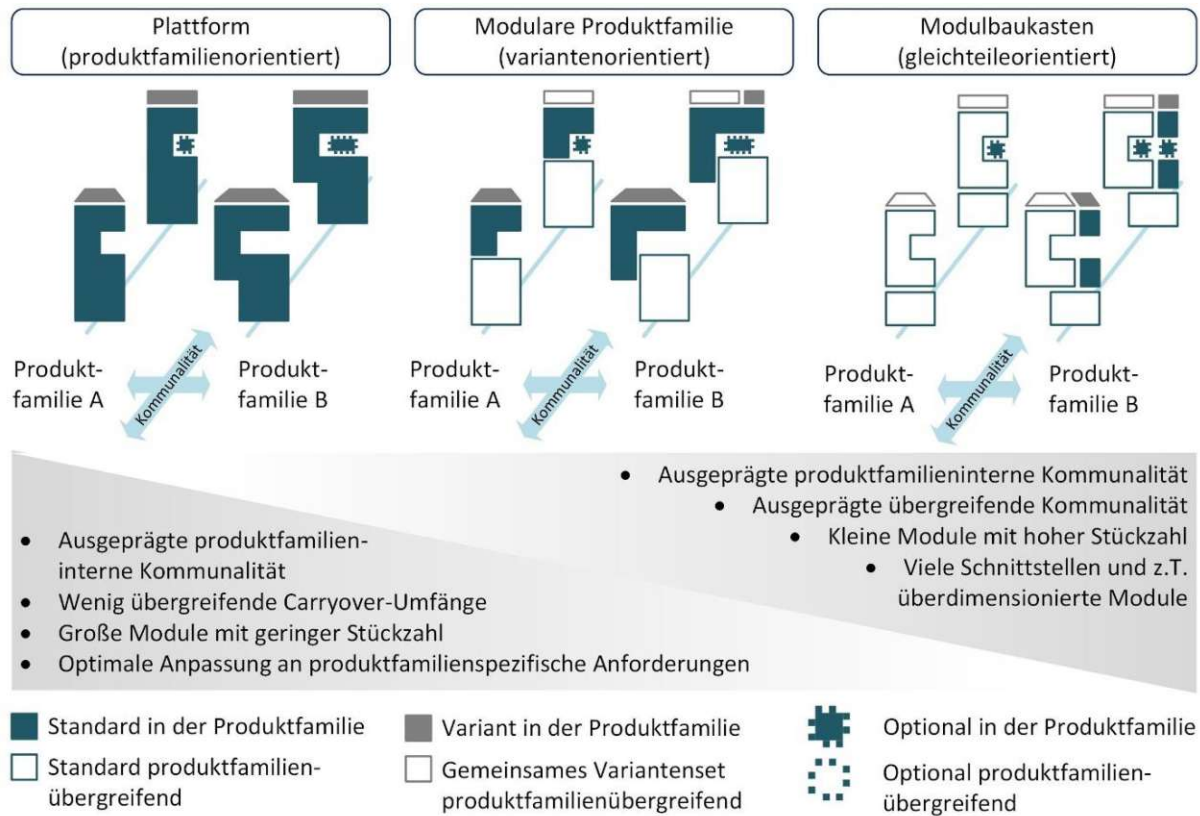 Plattform
(produktfamilienorientiert)
Modulare Produktfamilie
(variantenorientiert)
Modulbaukasten
(gleichteileorientiert)
Produkt-
familie A
Kommunalität
Produkt-
familie B
Produkt-
familie A
Kommunalität
Produkt-
familie B
Produkt-
familie A
Kommunalität
Produkt-
familie B
• Ausgeprägte produktfamilieninterne Kommunalität
• Ausgeprägte übergreifende Kommunalität
• Kleine Module mit hoher Stückzahl
• Viele Schnittstellen und z.T.
überdimensionierte Module
• Ausgeprägte produktfamilien-
interne Kommunalität
• Wenig übergreifende Carryover-Umfänge
• Große Module mit geringer Stückzahl
• Optimale Anpassung an produktfamilienspezifische Anforderungen
Standard in der Produktfamilie
Standard produktfamilien-
übergreifend
Variant in der Produktfamilie
Gemeinsames Variantenset
produktfamilienübergreifend
Optional in der Produktfamilie
Optional produktfamilien-
übergreifend